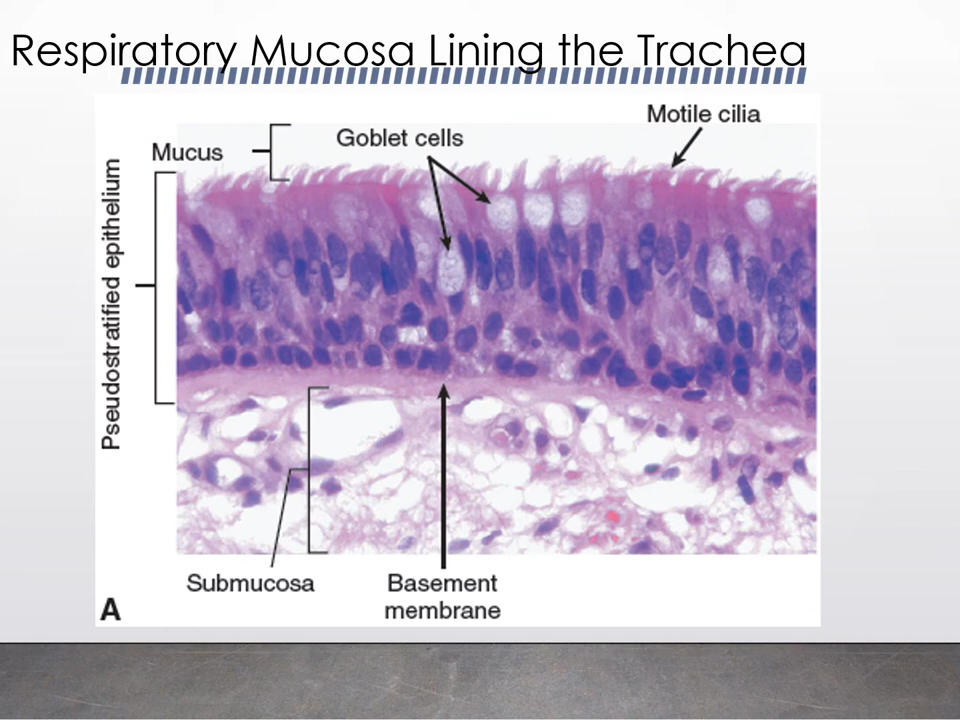 Respiratory Mucosa Lining the Trachea
Motile cilia
Goblet cells
Mucus
Pseudostratified epithelium
Submucosa
Basement
membrane
A